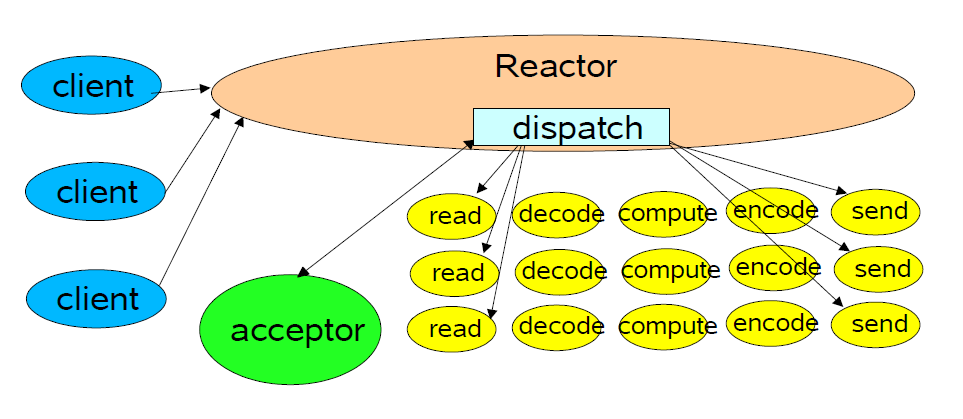 Reactor
client
dispatch
client
client
acceptor
read decode compute encode send
read decode compute encode send
read decode compute encode send